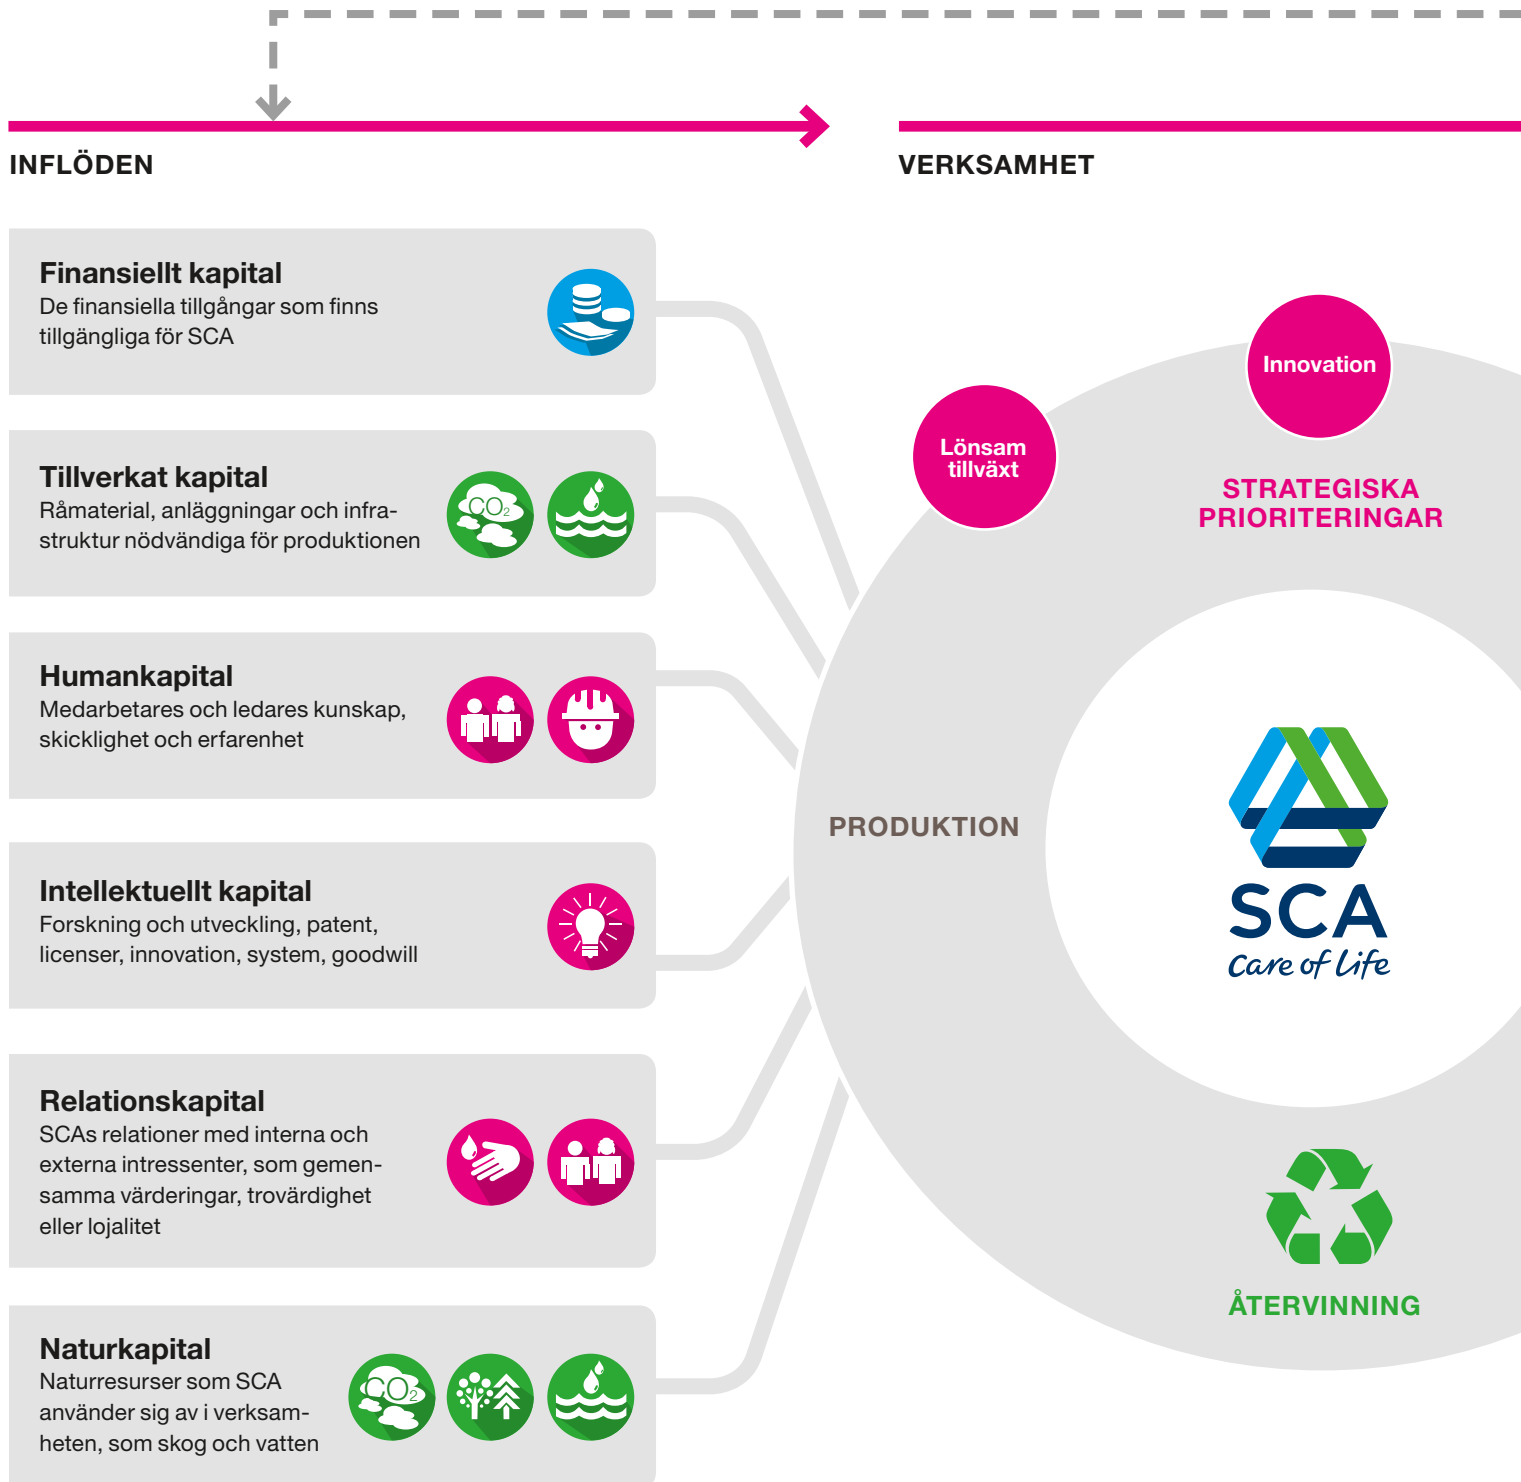 INFLÖDEN
VERKSAMHET
Finansiellt kapital
De finansiella tillgångar som finns
tillgängliga för SCA
Tillverkat kapital
Råmaterial, anläggningar och infra-
struktur nödvändiga för produktionen
CO₂
Humankapital
Medarbetares och ledares kunskap,
skicklighet och erfarenhet
Intellektuellt kapital
Forskning och utveckling, patent,
licenser, innovation, system, goodwill
Relationskapital
SCAs relationer med interna och
externa intressenter, som gemen-
samma värderingar, trovärdighet
eller lojalitet
Naturkapital
Naturresurser som SCA
använder sig av i verksam-
heten, som skog och vatten
CO₂
Lönsam
tillväxt
Innovation
STRATEGISKA
PRIORITERINGAR
PRODUKTION
SCA
Care of Life
ÅTERVINNING